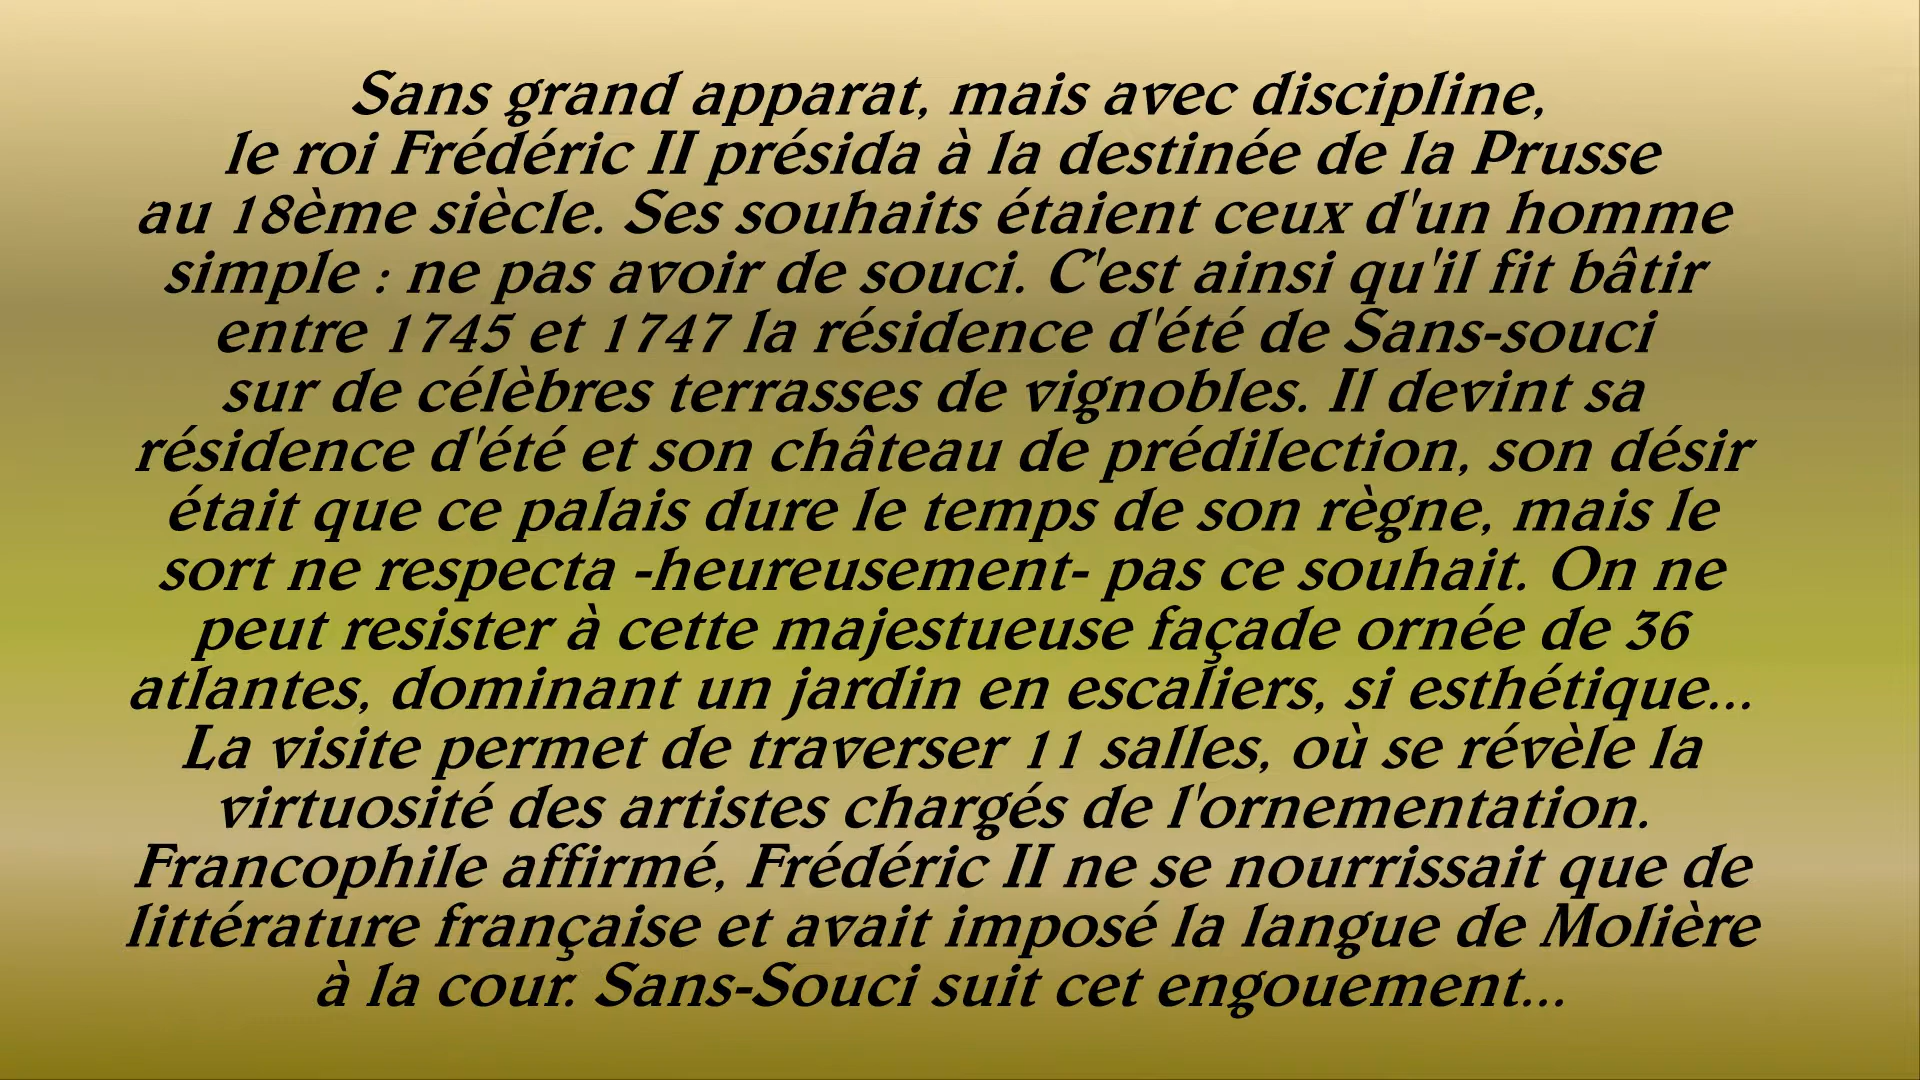 Sans grand apparat, mais avec discipline,
le roi Frédéric II présida à la destinée de la Prusse
au 18ème siècle. Ses souhaits étaient ceux d'un homme
simple : ne pas avoir de souci. C'est ainsi qu'il fit bâtir
entre 1745 et 1747 la résidence d'été de Sans-souci
sur de célèbres terrasses de vignobles. Il devint sa
résidence d'été et son château de prédilection, son désir
était que ce palais dure le temps de son règne, mais le
sort ne respecta -heureusement- pas ce souhait. On ne
peut resister à cette majestueuse façade ornée de 36
atlantes, dominant un jardin en escaliers, si esthétique...
La visite permet de traverser 11 salles, où se révèle la
virtuosité des artistes chargés de l'ornementation.
Francophile affirmé, Frédéric II ne se nourrissait que de
littérature française et avait imposé la langue de Molière
à la cour. Sans-Souci suit cet engouement...